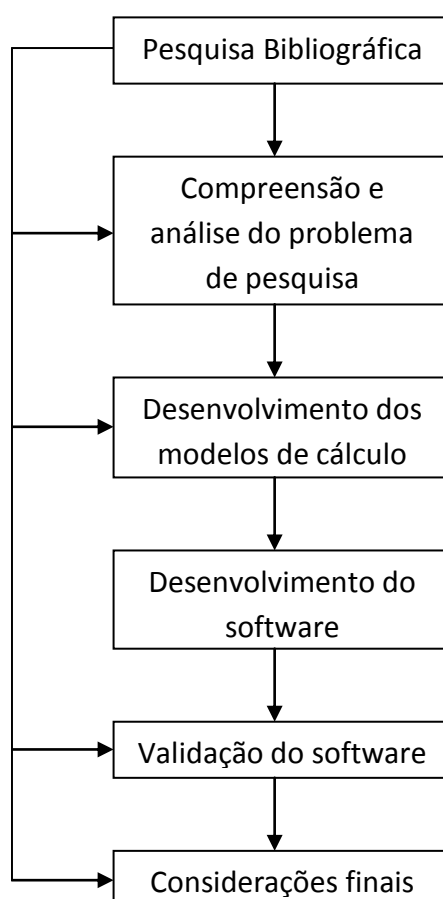 Pesquisa Bibliográfica
Compreensão e
análise do problema
de pesquisa
Desenvolvimento dos
modelos de cálculo
Desenvolvimento do
software
Validação do software
Considerações finais